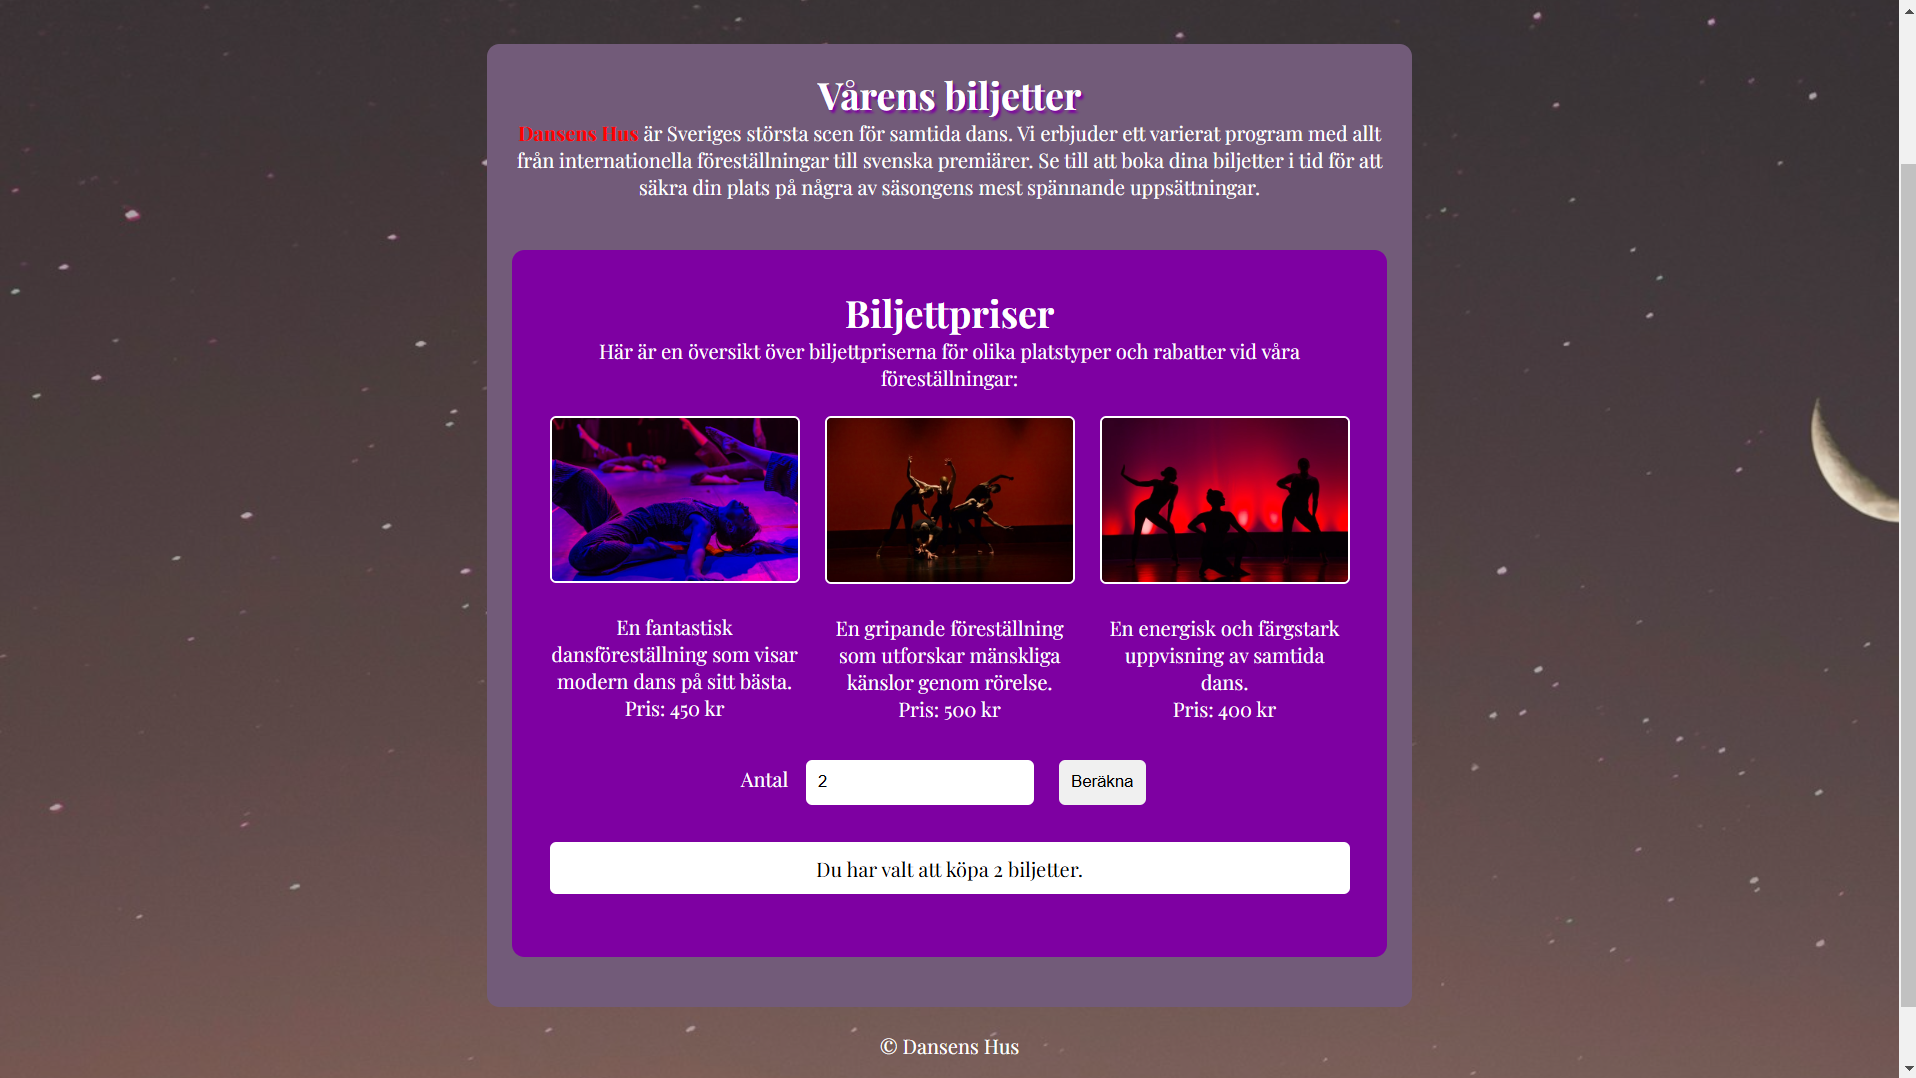 Vårens biljetter
Dansens Hus är Sveriges största scen för samtida dans. Vi erbjuder ett varierat program med allt
från internationella föreställningar till svenska premiärer. Se till att boka dina biljetter i tid för att
säkra din plats på några av säsongens mest spännande uppsättningar.
Biljettpriser
Här är en översikt över biljettpriserna för olika platstyper och rabatter vid våra
föreställningar:
En fantastisk
dansföreställning som visar
modern dans på sitt bästa.
Pris: 450 kr
En gripande föreställning
som utforskar mänskliga
känslor genom rörelse.
Pris: 500 kr
En energisk och färgstark
uppvisning av samtida
dans.
Pris: 400 kr
Antal 2 Beräkna
Du har valt att köpa 2 biljetter.
© Dansens Hus